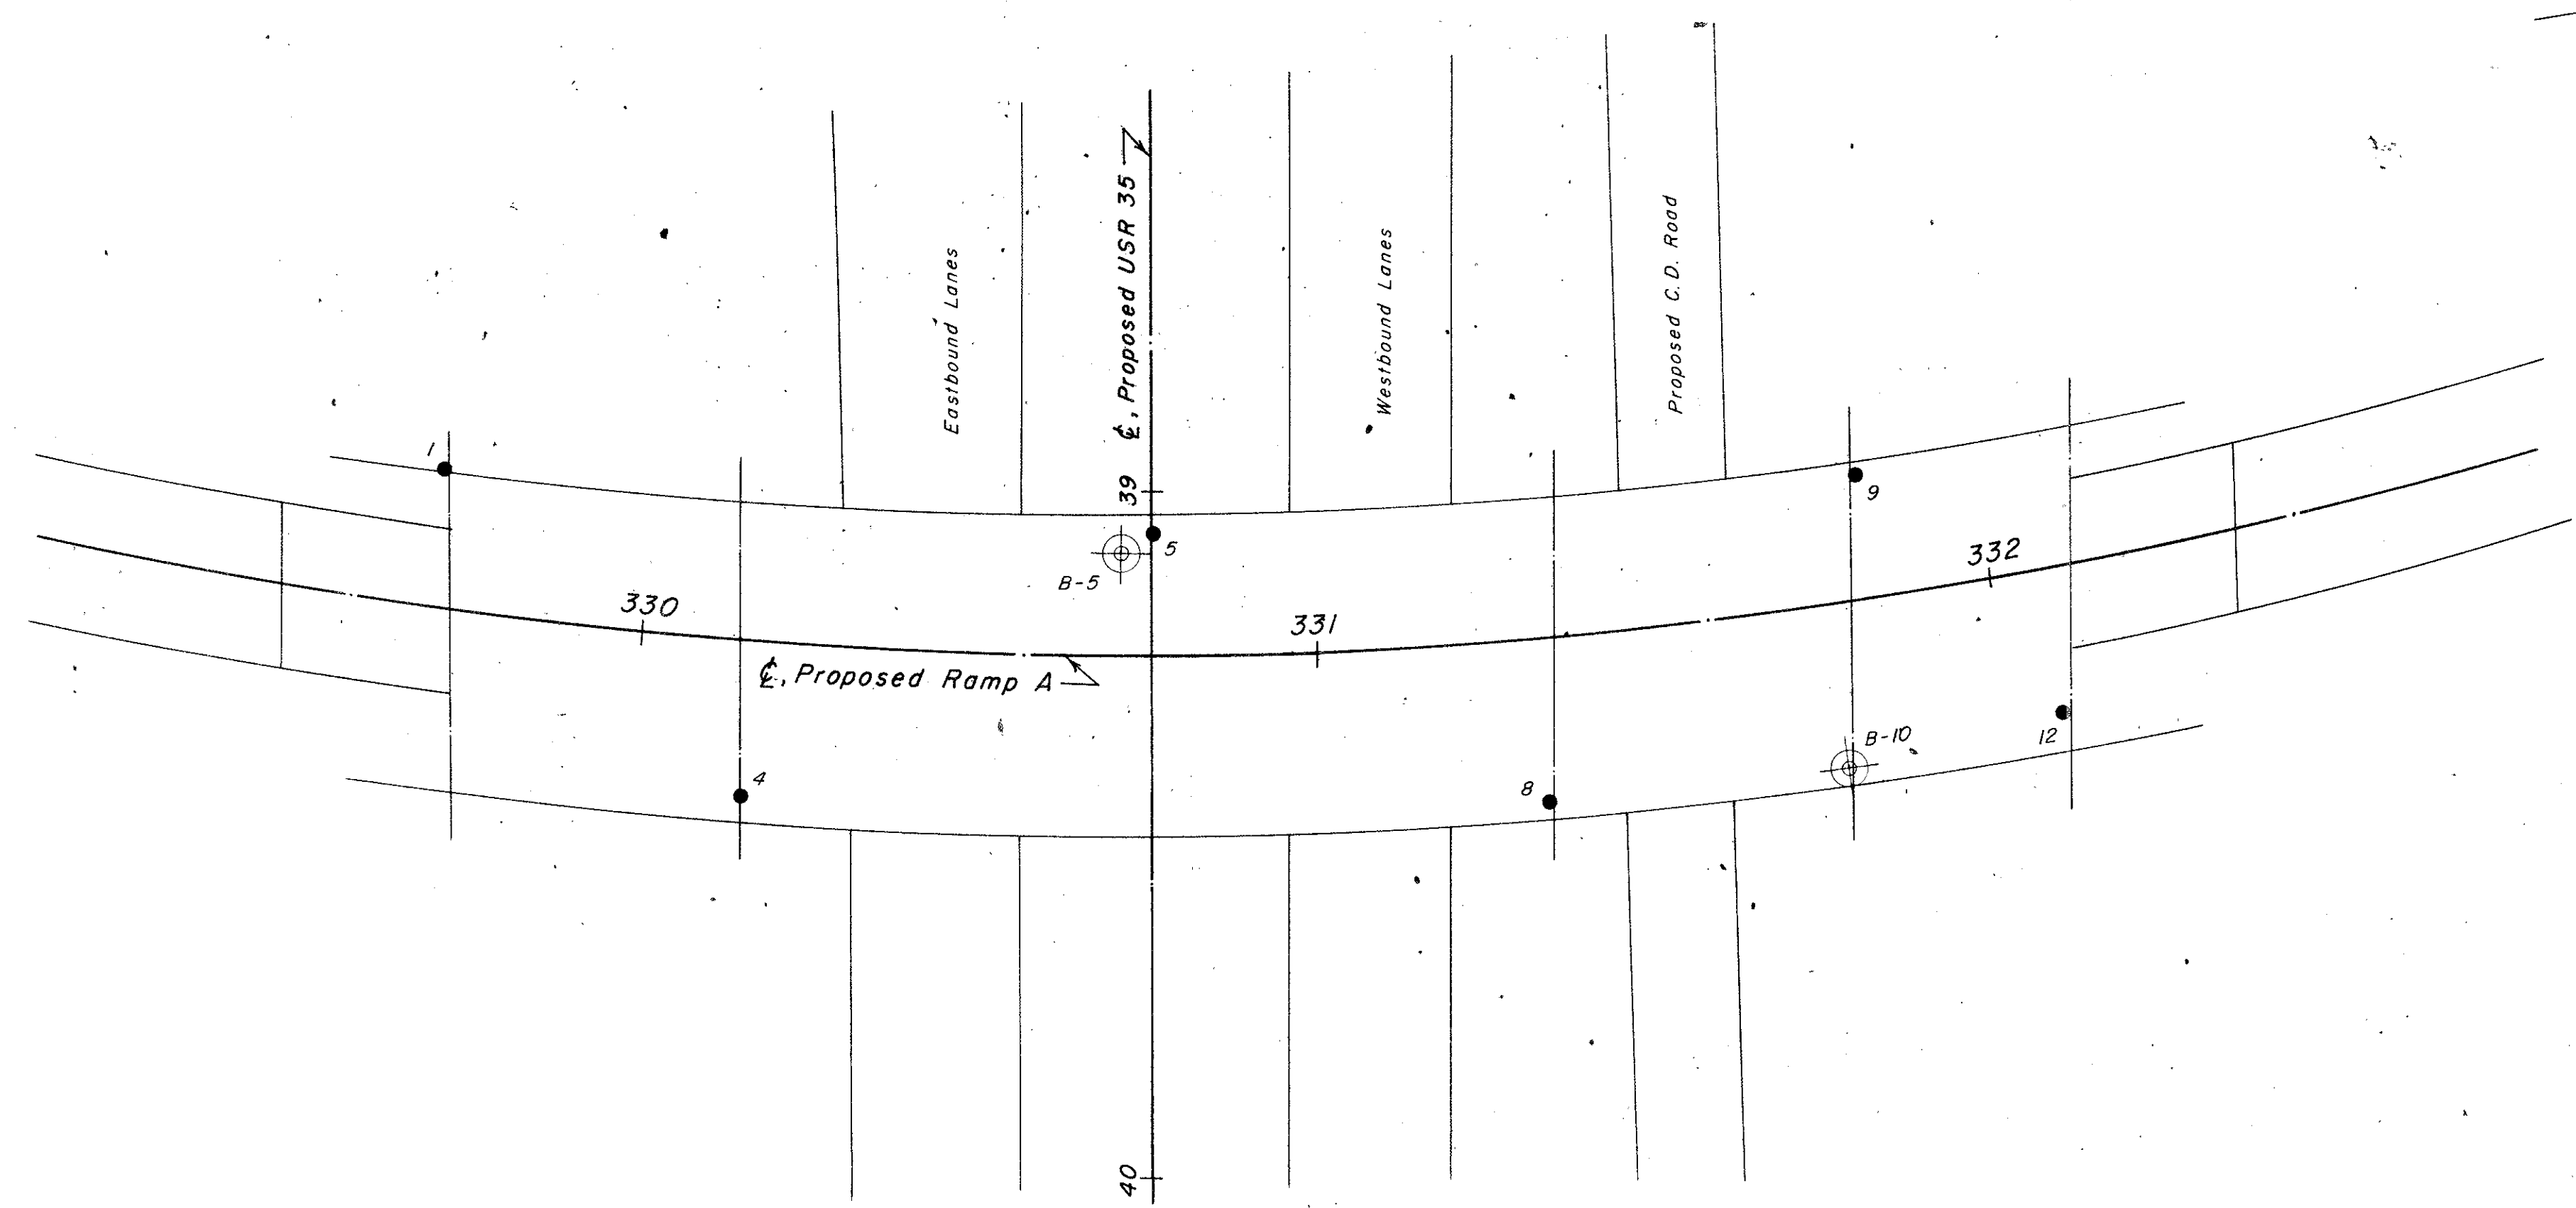 Eastbound Lanes
℄, Proposed USR 35
Westbound Lanes
Proposed C. D. Road
1
39
9
5
B-5
332
330
331
℄, Proposed Ramp A
B-10
12
4
8
40